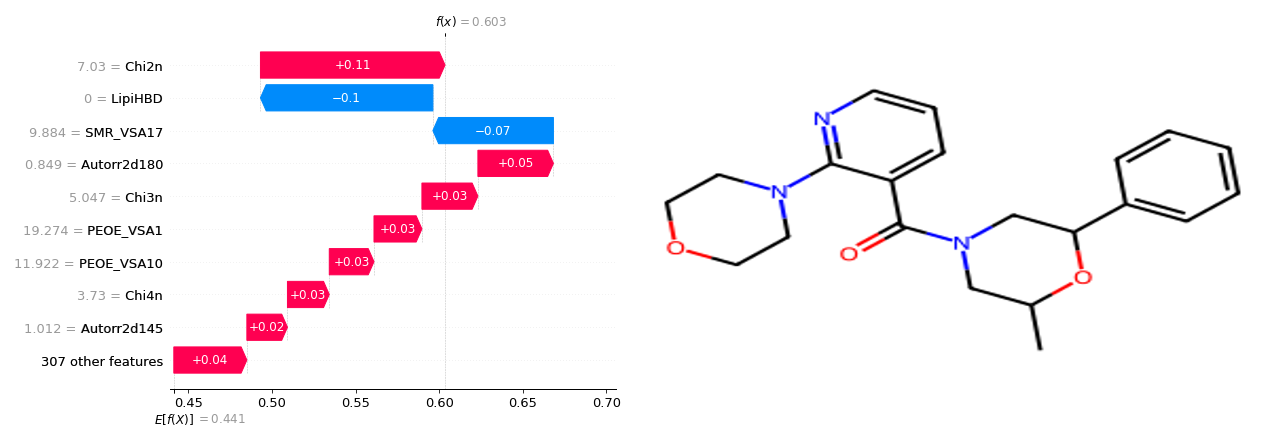 f(x) = 0.603
7.03 = Chi2n
+0.11
0 = LipiHBD
−0.1
9.884 = SMR_VSA17
−0.07
0.849 = Autorr2d180
+0.05
5.047 = Chi3n
+0.03
19.274 = PEOE_VSA1
+0.03
11.922 = PEOE_VSA10
+0.03
3.73 = Chi4n
+0.03
1.012 = Autorr2d145
+0.02
307 other features
+0.04
0.45 0.50 0.55 0.60 0.65 0.70
E[f(X)] = 0.441
N
N
O
O
N
O